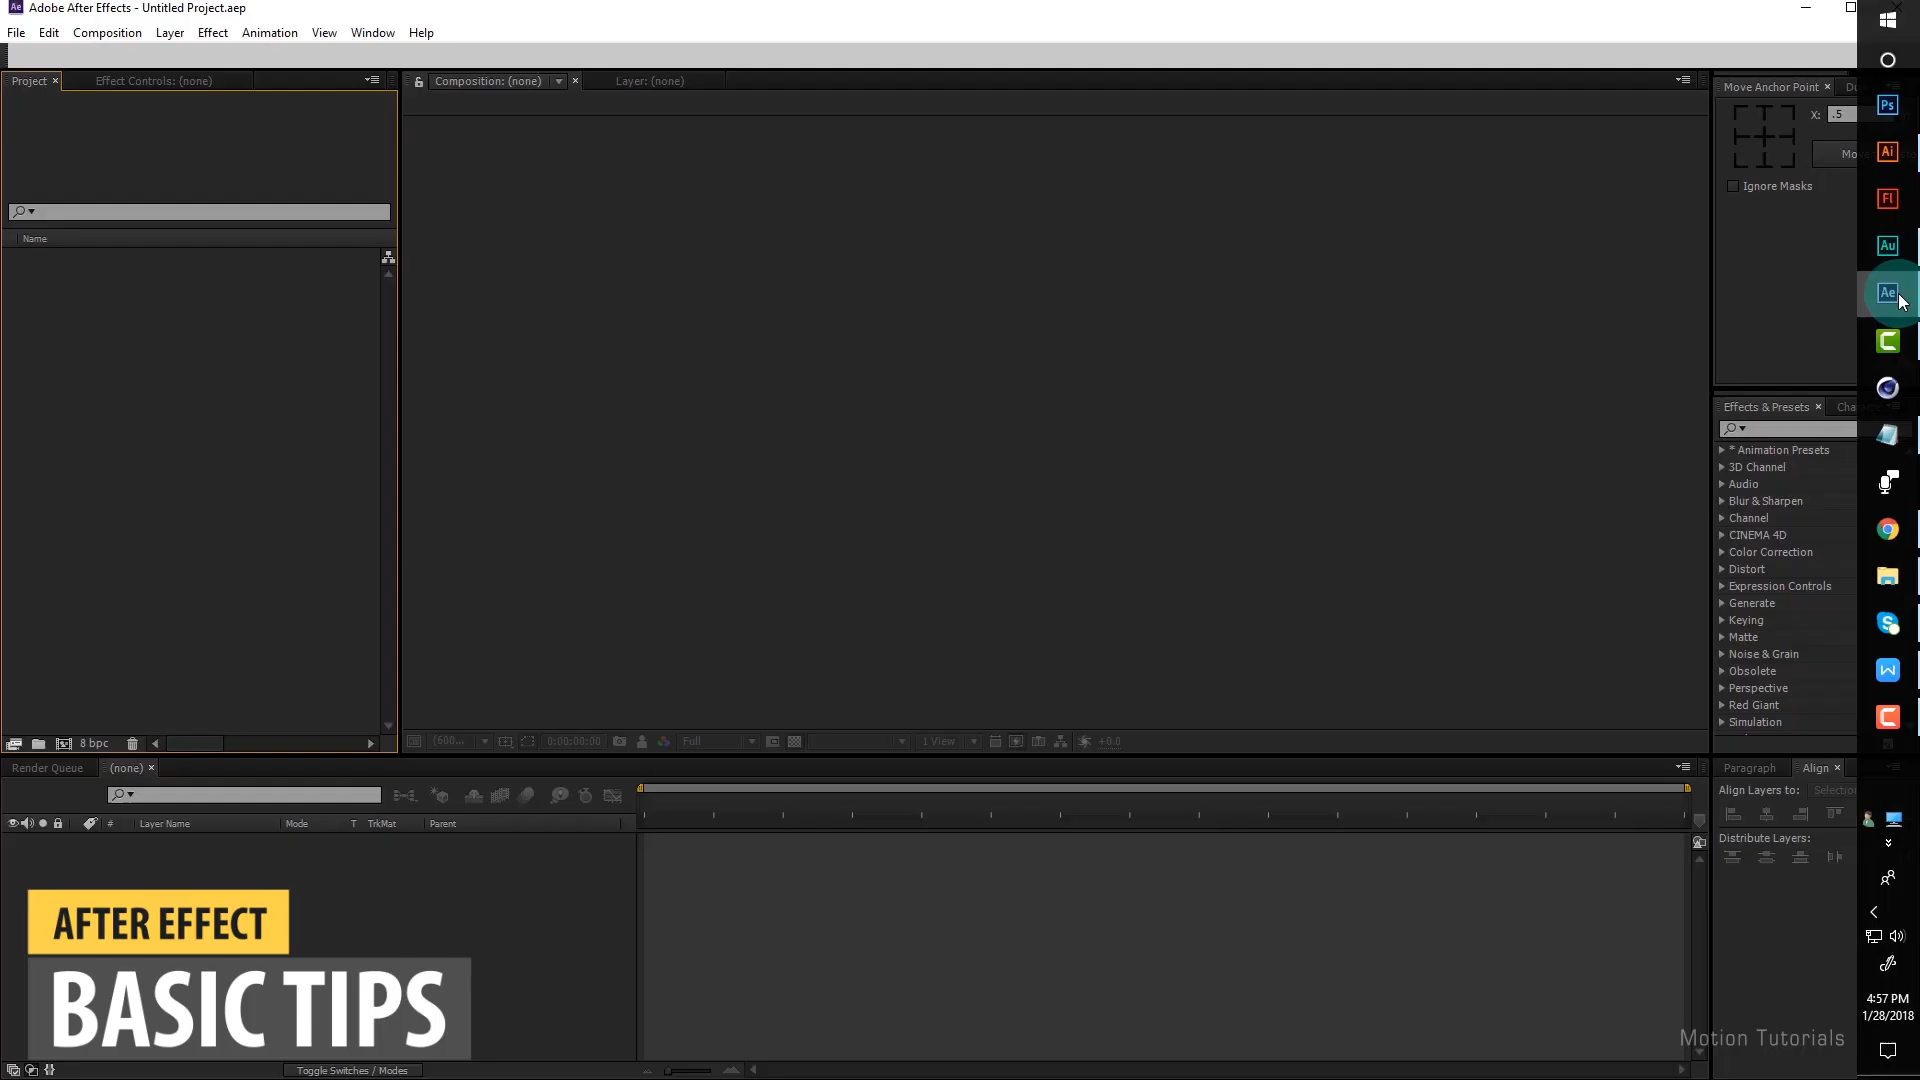 Ae Adobe After Effects - Untitled Project.aep
File Edit Composition Layer Effect Animation View Window Help
Project Effect Controls: (none)
Composition: (none) Layer: (none)
Move Anchor Point
X: .5
Ignore Masks
Name
Effects & Presets
* Animation Presets
3D Channel
Audio
Blur & Sharpen
Channel
CINEMA 4D
Color Correction
Distort
Expression Controls
Generate
Keying
Matte
Noise & Grain
Obsolete
Perspective
Red Giant
Simulation
8 bpc
(600... 0:00:00:00 Full 1 View +0.0
Render Queue (none)
# Layer Name Mode T TrkMat Parent
Paragraph Align
Align Layers to:
Distribute Layers:
AFTER EFFECT
BASIC TIPS
Toggle Switches / Modes
Ps
Ai
Fl
Au
Ae
4:57 PM
1/28/2018
Motion Tutorials